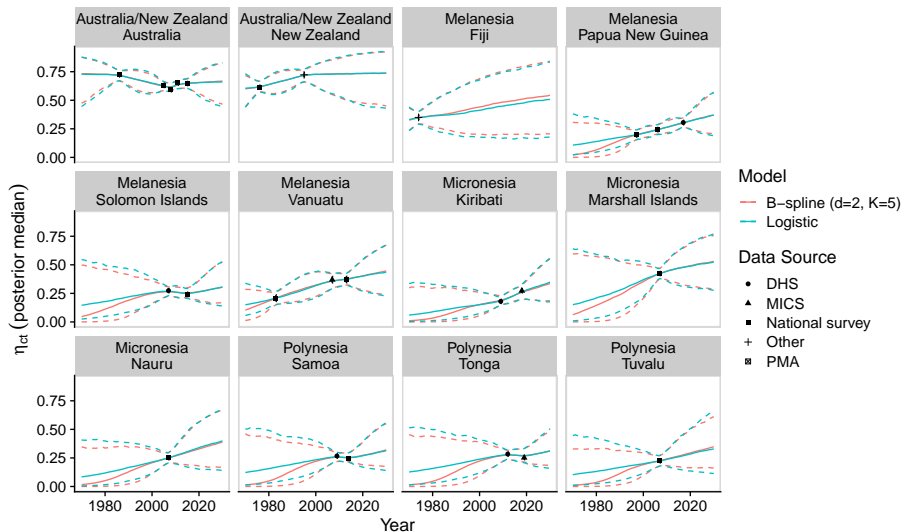 Australia/New Zealand
Australia
Australia/New Zealand
New Zealand
Melanesia
Fiji
Melanesia
Papua New Guinea
0.75
0.50
0.25
0.00
Melanesia
Solomon Islands
Melanesia
Vanuatu
Micronesia
Kiribati
Micronesia
Marshall Islands
0.75
0.50
0.25
0.00
Micronesia
Nauru
Polynesia
Samoa
Polynesia
Tonga
Polynesia
Tuvalu
0.75
0.50
0.25
0.00
1980 2000 2020
1980 2000 2020
1980 2000 2020
1980 2000 2020
Year
ηct (posterior median)
Model
B−spline (d=2, K=5)
Logistic
Data Source
DHS
MICS
National survey
Other
PMA